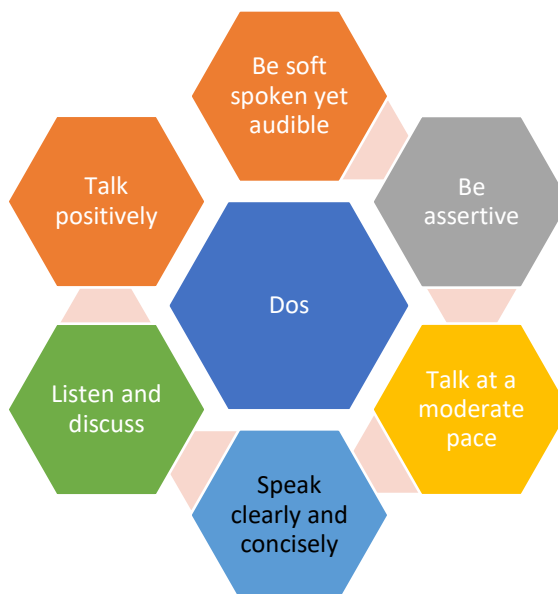 Be soft
spoken yet
audible
Be
assertive
Talk at a
moderate
pace
Speak
clearly and
concisely
Listen and
discuss
Talk
positively
Dos